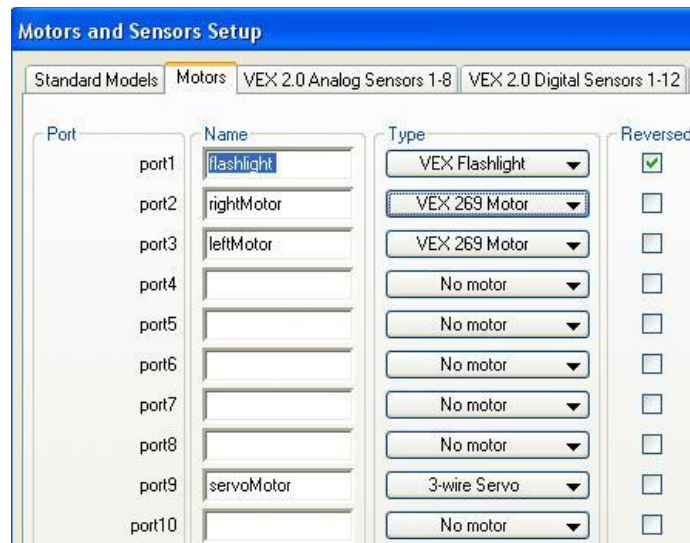 Motors and Sensors Setup
Standard Models Motors VEX 2.0 Analog Sensors 1-8 VEX 2.0 Digital Sensors 1-12
Port Name Type Reversed
port1 flashlight VEX Flashlight
port2 rightMotor VEX 269 Motor
port3 leftMotor VEX 269 Motor
port4 No motor
port5 No motor
port6 No motor
port7 No motor
port8 No motor
port9 servoMotor 3-wire Servo
port10 No motor